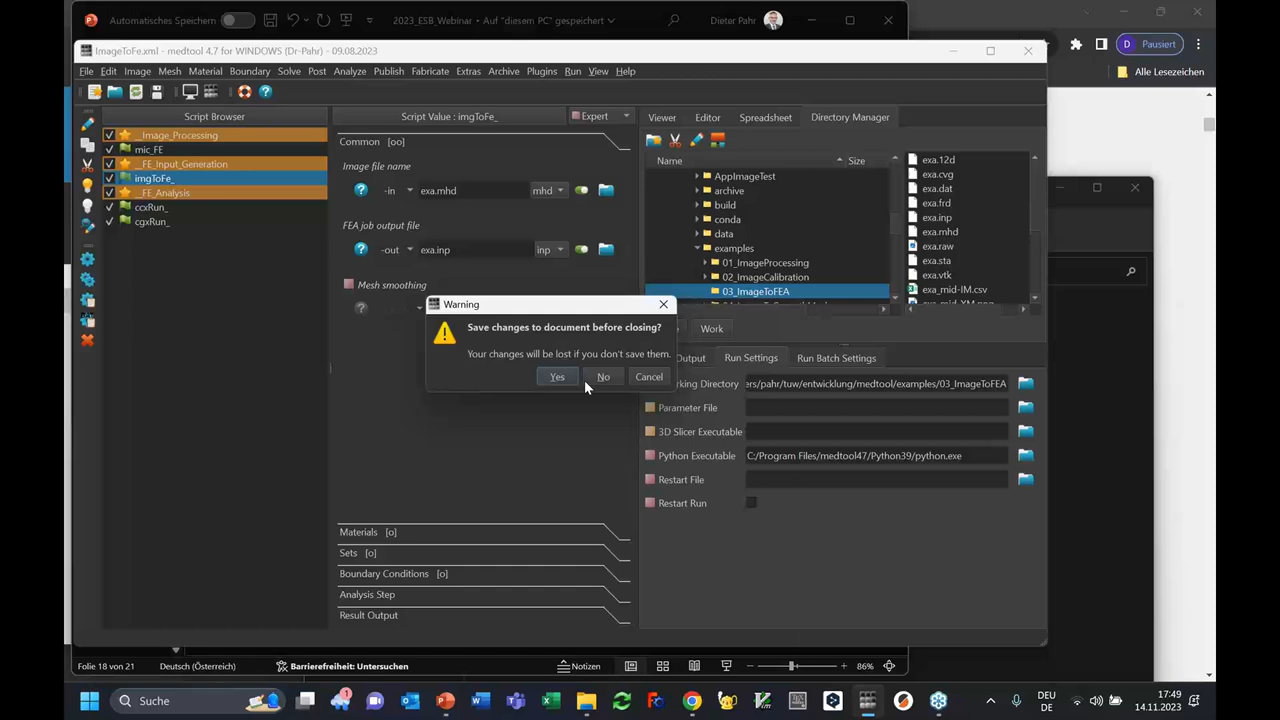 Automatisches Speichern
2023_ESB_Webinar • Auf "diesem PC" gespeichert
Dieter Pahr
D Pausiert
Alle Lesezeichen
ImageToFe.xml - medtool 4.7 for WINDOWS (Dr-Pahr) - 09.08.2023
File Edit Image Mesh Material Boundary Solve Post Analyze Publish Fabricate Extras Archive Plugins Run View Help
Script Browser
__Image_Processing
mic_FE
__FE_Input_Generation
imgToFe_
__FE_Analysis
ccxRun_
cgxRun_
Script Value : imgToFe_
Expert
Common [oo]
Image file name
-in exa.mhd mhd
FEA job output file
-out exa.inp inp
Mesh smoothing
Materials [o]
Sets [o]
Boundary Conditions [o]
Analysis Step
Result Output
Viewer Editor Spreadsheet Directory Manager
Name Size
AppImageTest
archive
build
conda
data
examples
01_ImageProcessing
02_ImageCalibration
03_ImageToFEA
exa.12d
exa.cvg
exa.dat
exa.frd
exa.inp
exa.mhd
exa.raw
exa.sta
exa.vtk
exa_mid-IM.csv
exa_mid-XM.png
Work
Output Run Settings Run Batch Settings
rking Directory ers/pahr/tuw/entwicklung/medtool/examples/03_ImageToFEA
Parameter File
3D Slicer Executable
Python Executable C:/Program Files/medtool47/Python39/python.exe
Restart File
Restart Run
Warning
Save changes to document before closing?
Your changes will be lost if you don't save them.
Yes No Cancel
Folie 18 von 21 Deutsch (Österreich) Barrierefreiheit: Untersuchen Notizen 86%
Suche
DEU
DE
17:49
14.11.2023